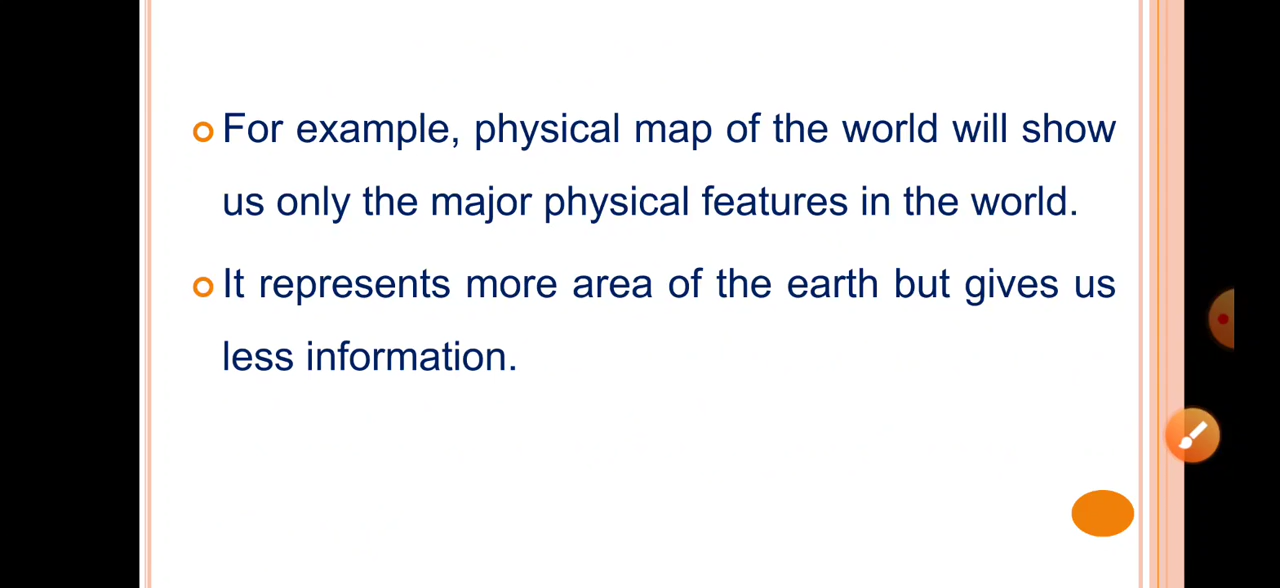 For example, physical map of the world will show
us only the major physical features in the world.
It represents more area of the earth but gives us
less information.